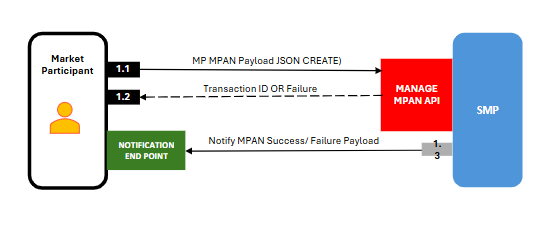 Market
Participant
1.1
MP MPAN Payload JSON CREATE)
1.2
Transaction ID OR Failure
MANAGE
MPAN API
SMP
NOTIFICATION
END POINT
Notify MPAN Success/ Failure Payload
1.
3